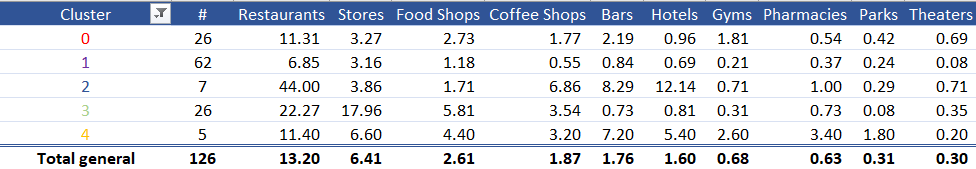 Cluster # Restaurants Stores Food Shops Coffee Shops Bars Hotels Gyms Pharmacies Parks Theaters
0 26 11.31 3.27 2.73 1.77 2.19 0.96 1.81 0.54 0.42 0.69
1 62 6.85 3.16 1.18 0.55 0.84 0.69 0.21 0.37 0.24 0.08
2 7 44.00 3.86 1.71 6.86 8.29 12.14 0.71 1.00 0.29 0.71
3 26 22.27 17.96 5.81 3.54 0.73 0.81 0.31 0.73 0.08 0.35
4 5 11.40 6.60 4.40 3.20 7.20 5.40 2.60 3.40 1.80 0.20
Total general 126 13.20 6.41 2.61 1.87 1.76 1.60 0.68 0.63 0.31 0.30